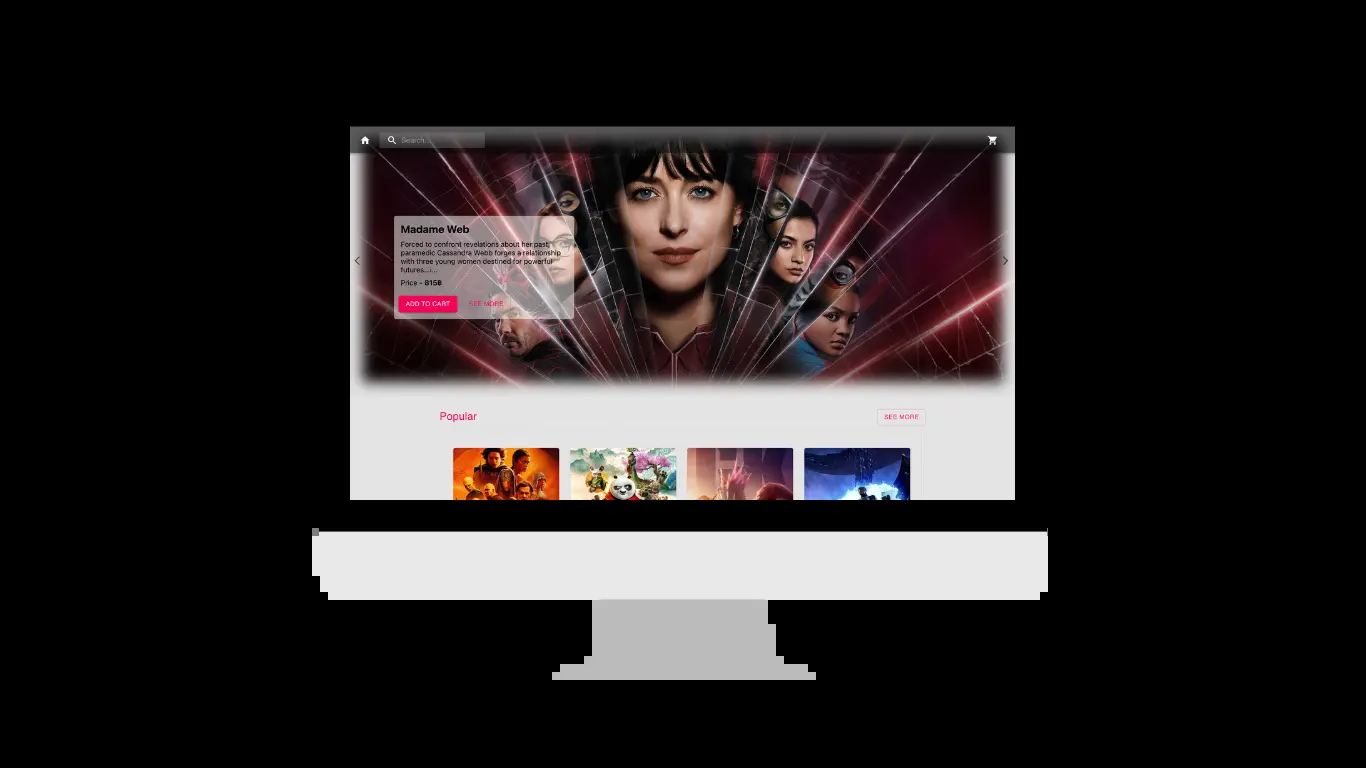 Search...
Madame Web
Forced to confront revelations about her past,
paramedic Cassandra Webb forges a relationship
with three young women destined for powerful
futures...i...
Price - 815฿
ADD TO CART
SEE MORE
Popular
SEE MORE